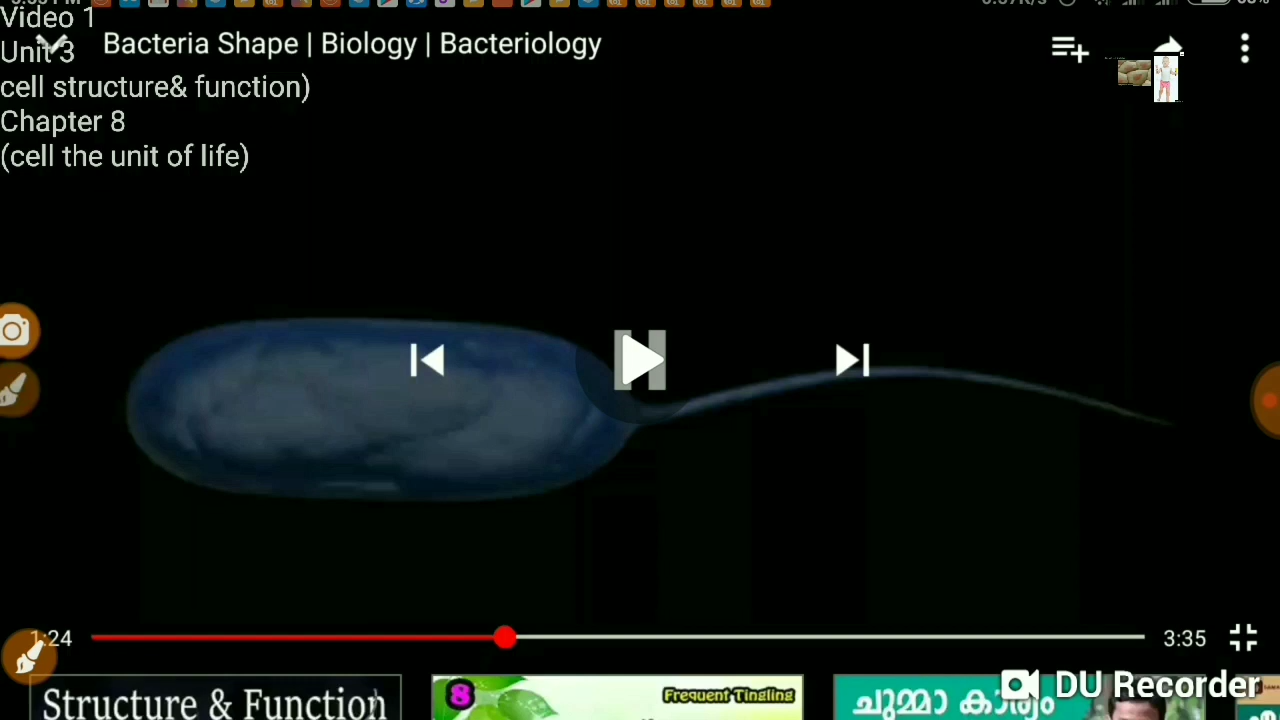 Video 1
Bacteria Shape | Biology | Bacteriology
Unit 3
cell structure& function)
Chapter 8
(cell the unit of life)
1:24
3:35
Structure & Function
8
Frequent Tingling
ചുമ്മാ കാര്യം
DU Recorder